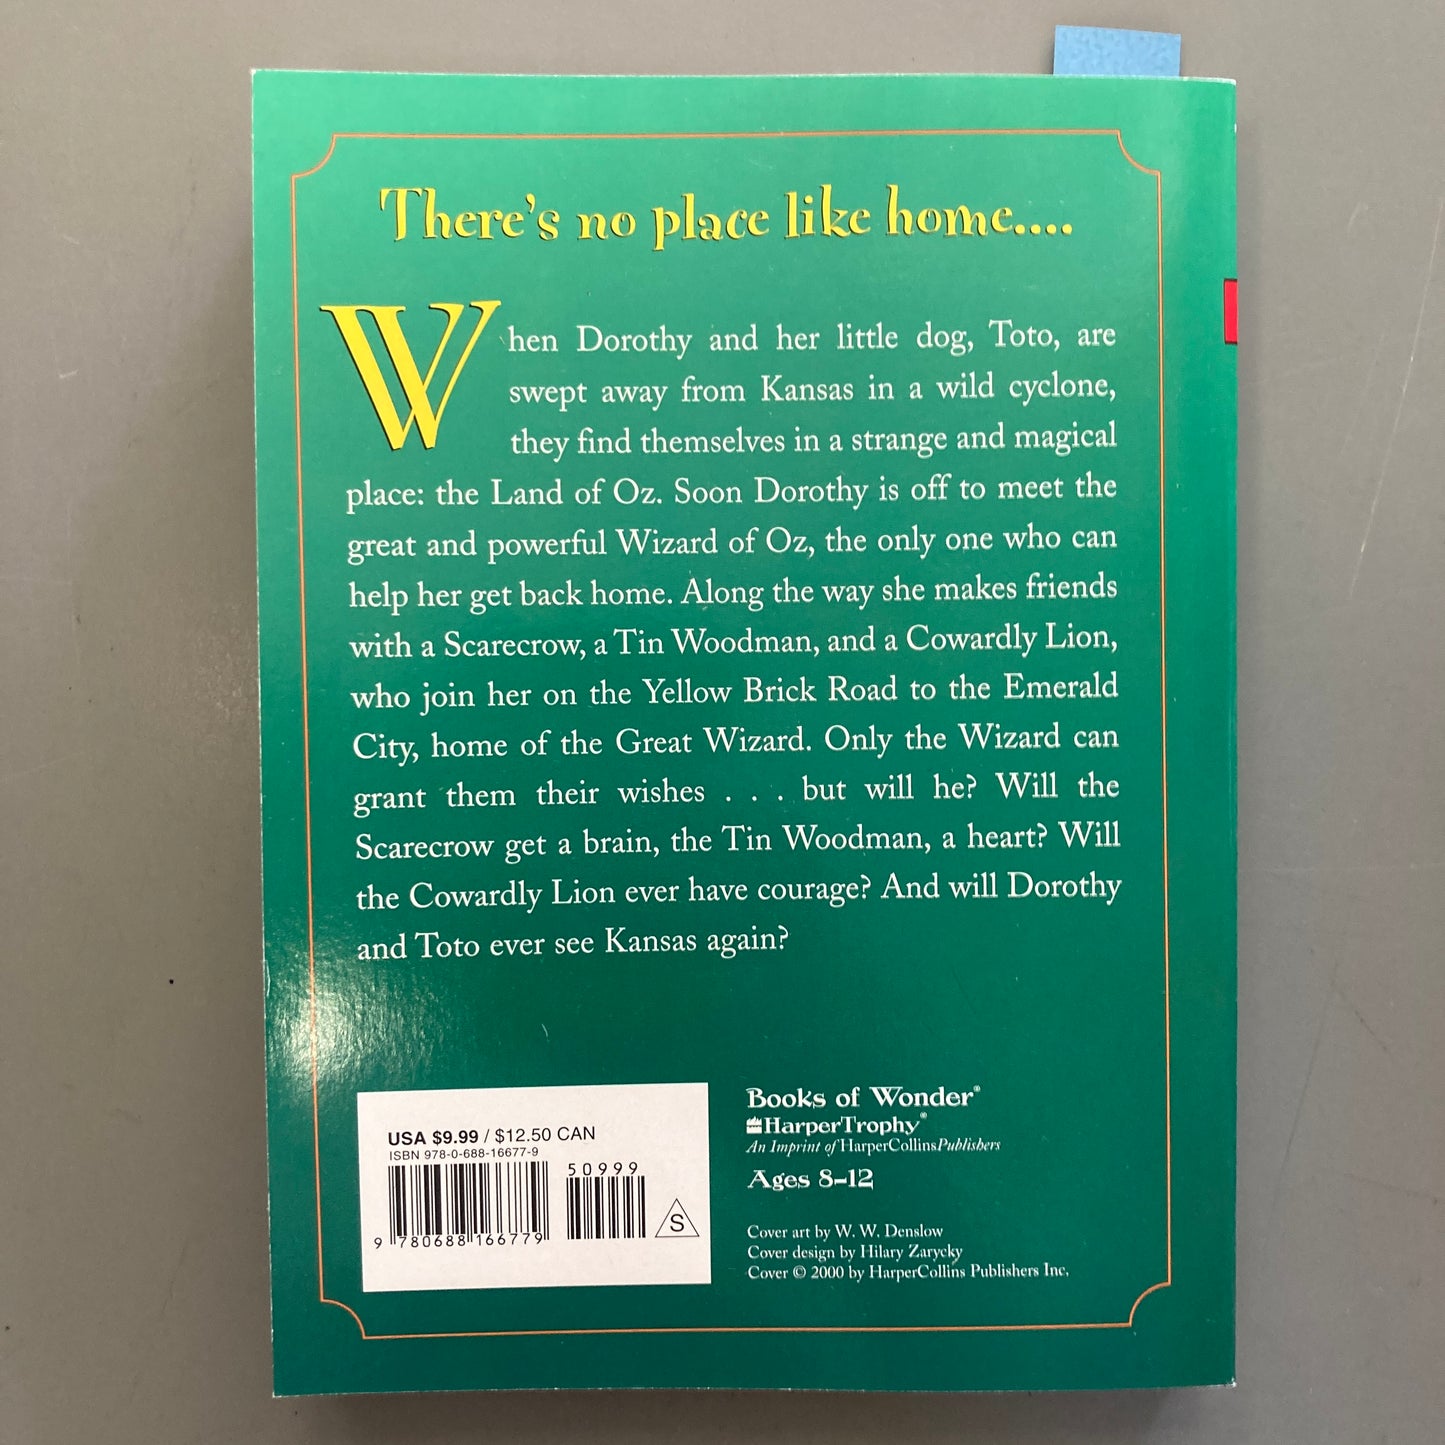 There's no place like home....
When Dorothy and her little dog, Toto, are
swept away from Kansas in a wild cyclone,
they find themselves in a strange and magical
place: the Land of Oz. Soon Dorothy is off to meet the
great and powerful Wizard of Oz, the only one who can
help her get back home. Along the way she makes friends
with a Scarecrow, a Tin Woodman, and a Cowardly Lion,
who join her on the Yellow Brick Road to the Emerald
City, home of the Great Wizard. Only the Wizard can
grant them their wishes . . . but will he? Will the
Scarecrow get a brain, the Tin Woodman, a heart? Will
the Cowardly Lion ever have courage? And will Dorothy
and Toto ever see Kansas again?
USA $9.99 / $12.50 CAN
ISBN 978-0-688-16677-9
50999
9 780688 166779
S
Books of Wonder®
HarperTrophy®
An Imprint of HarperCollinsPublishers
Ages 8–12
Cover art by W. W. Denslow
Cover design by Hilary Zarycky
Cover © 2000 by HarperCollins Publishers Inc.